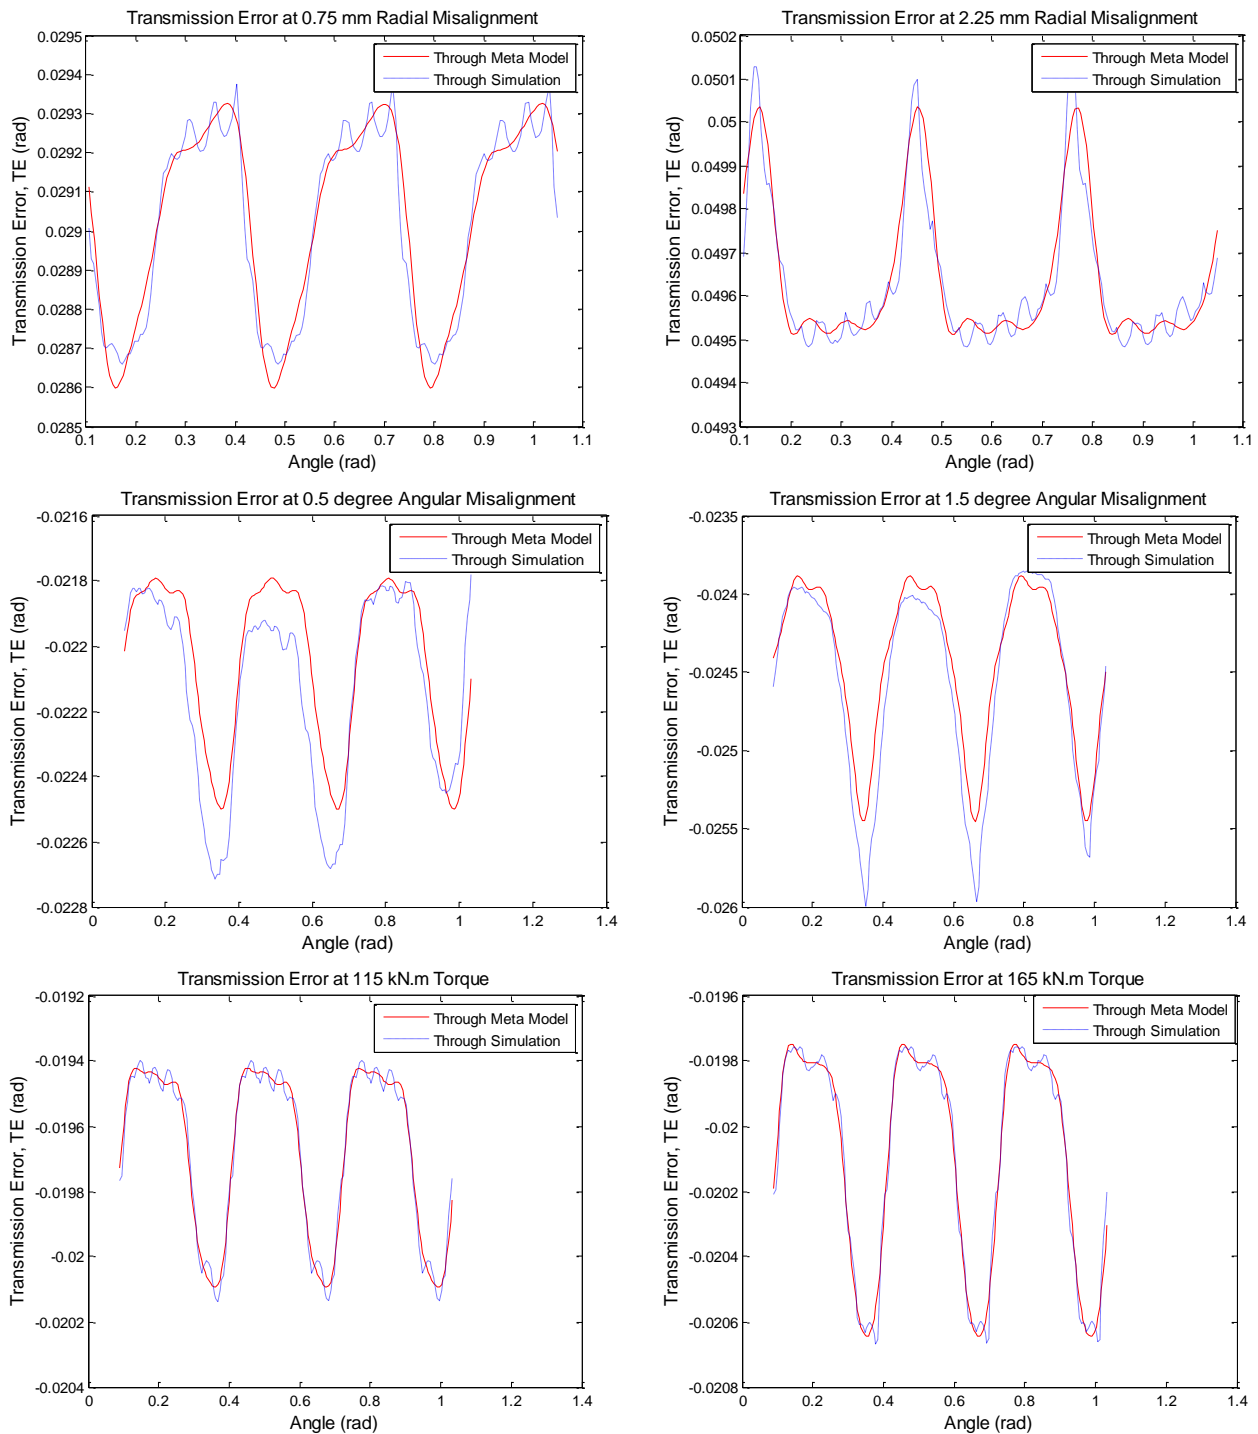 Transmission Error at 0.75 mm Radial Misalignment
Transmission Error, TE (rad)
0.0295
0.0294
0.0293
0.0292
0.0291
0.029
0.0289
0.0288
0.0287
0.0286
0.0285
Through Meta Model
Through Simulation
0.1 0.2 0.3 0.4 0.5 0.6 0.7 0.8 0.9 1 1.1
Angle (rad)
Transmission Error at 2.25 mm Radial Misalignment
Transmission Error, TE (rad)
0.0502
0.0501
0.05
0.0499
0.0498
0.0497
0.0496
0.0495
0.0494
0.0493
Through Meta Model
Through Simulation
0.1 0.2 0.3 0.4 0.5 0.6 0.7 0.8 0.9 1 1.1
Angle (rad)
Transmission Error at 0.5 degree Angular Misalignment
Transmission Error, TE (rad)
-0.0216
-0.0218
-0.022
-0.0222
-0.0224
-0.0226
-0.0228
Through Meta Model
Through Simulation
0 0.2 0.4 0.6 0.8 1 1.2 1.4
Angle (rad)
Transmission Error at 1.5 degree Angular Misalignment
Transmission Error, TE (rad)
-0.0235
-0.024
-0.0245
-0.025
-0.0255
-0.026
Through Meta Model
Through Simulation
0 0.2 0.4 0.6 0.8 1 1.2 1.4
Angle (rad)
Transmission Error at 115 kN.m Torque
Transmission Error, TE (rad)
-0.0192
-0.0194
-0.0196
-0.0198
-0.02
-0.0202
-0.0204
Through Meta Model
Through Simulation
0 0.2 0.4 0.6 0.8 1 1.2 1.4
Angle (rad)
Transmission Error at 165 kN.m Torque
Transmission Error, TE (rad)
-0.0196
-0.0198
-0.02
-0.0202
-0.0204
-0.0206
-0.0208
Through Meta Model
Through Simulation
0 0.2 0.4 0.6 0.8 1 1.2 1.4
Angle (rad)